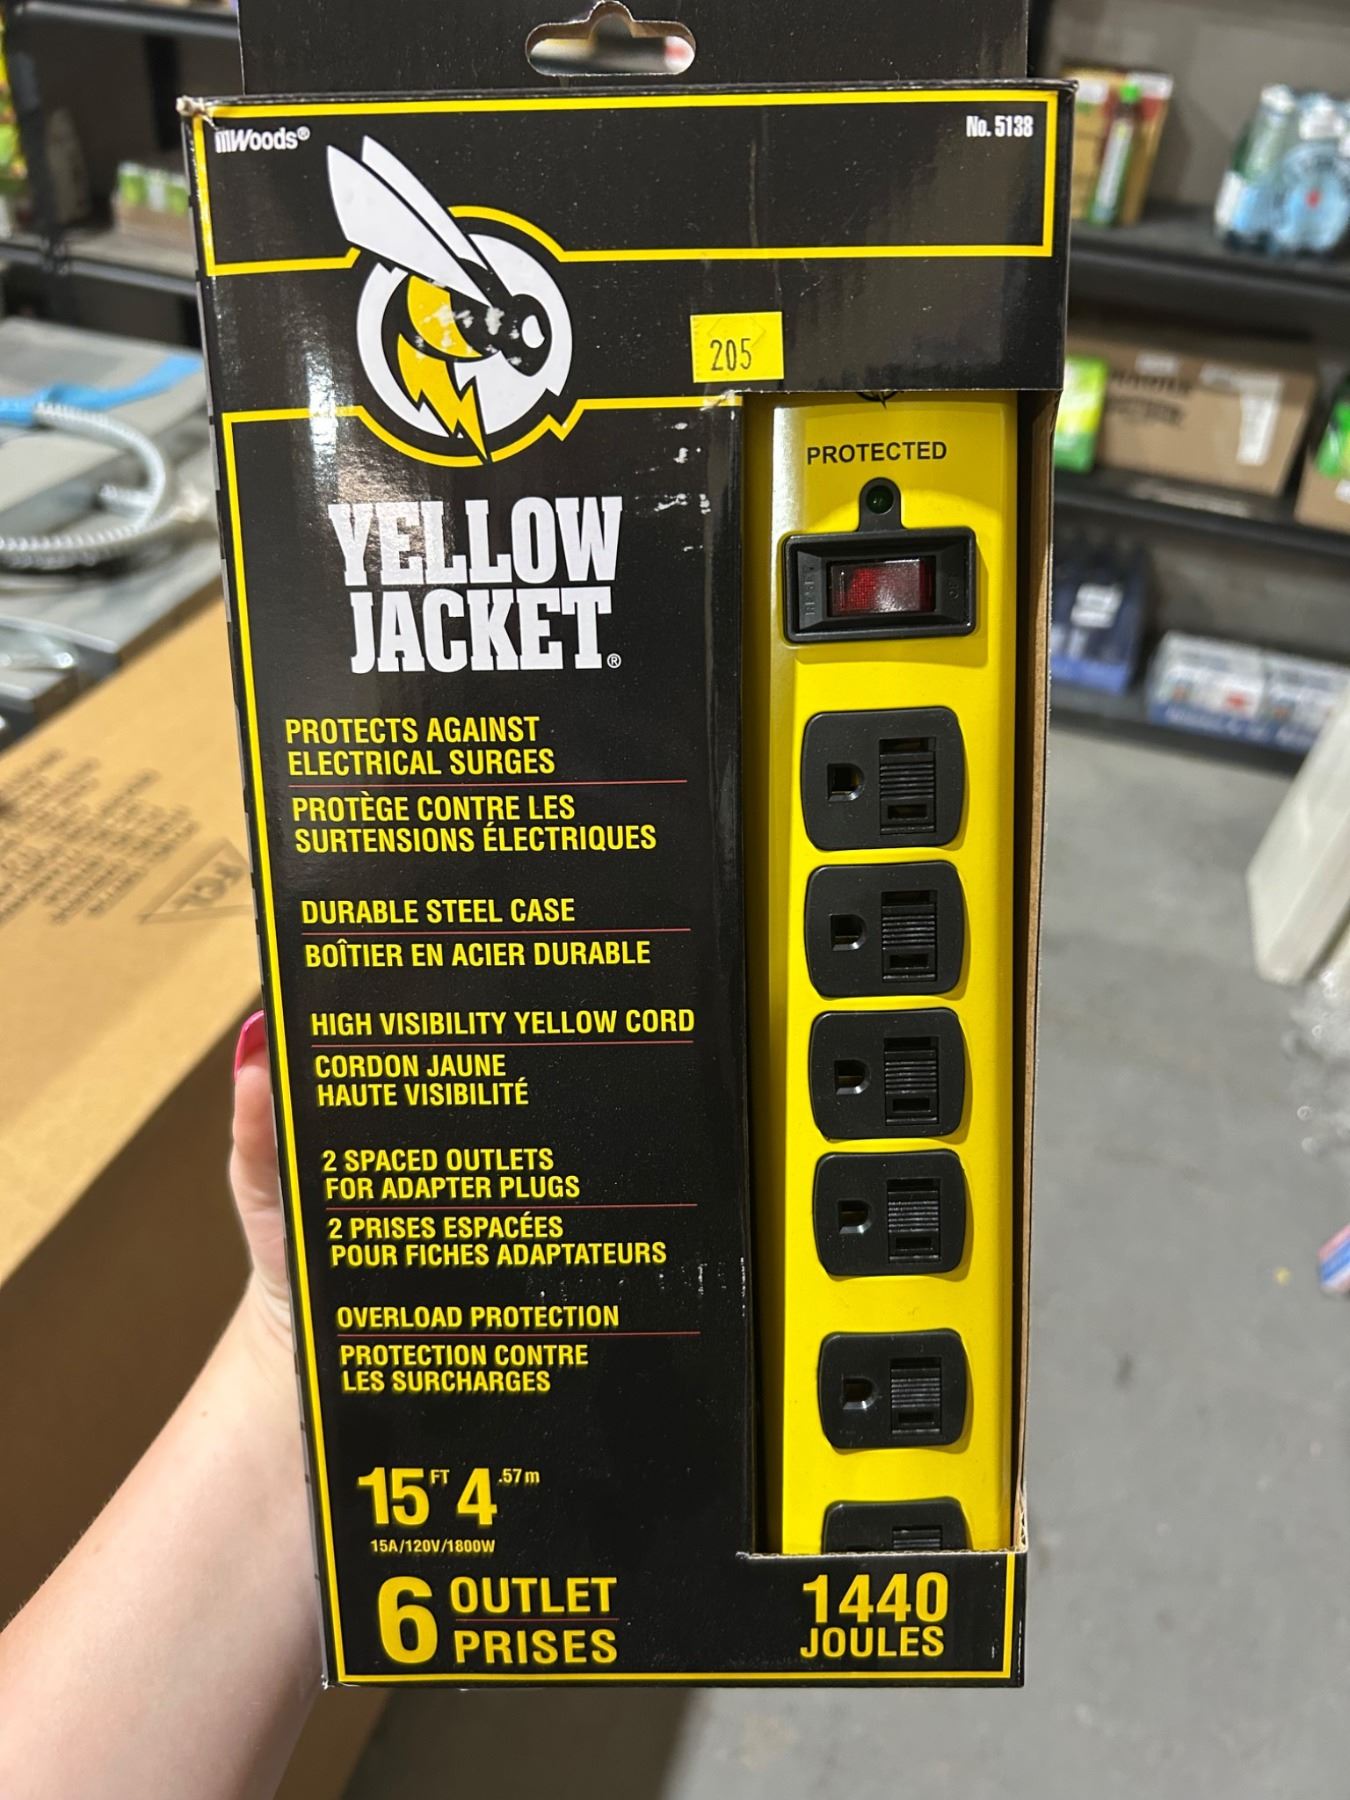 Woods®
No. 5138
205
PROTECTED
YELLOW
JACKET®
PROTECTS AGAINST
ELECTRICAL SURGES
PROTÈGE CONTRE LES
SURTENSIONS ÉLECTRIQUES
DURABLE STEEL CASE
BOÎTIER EN ACIER DURABLE
HIGH VISIBILITY YELLOW CORD
CORDON JAUNE
HAUTE VISIBILITÉ
2 SPACED OUTLETS
FOR ADAPTER PLUGS
2 PRISES ESPACÉES
POUR FICHES ADAPTATEURS
OVERLOAD PROTECTION
PROTECTION CONTRE
LES SURCHARGES
15 FT 4.57m
15A/120V/1800W
6 OUTLET
PRISES
1440
JOULES